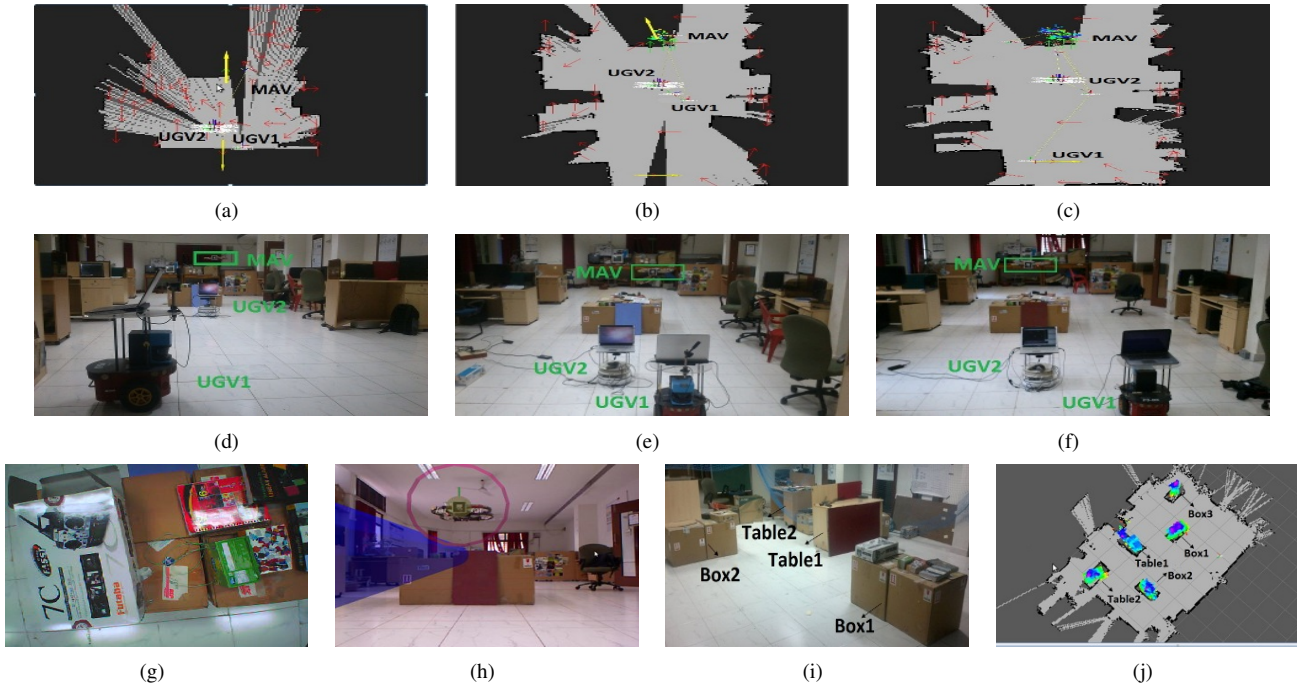 MAV
UGV2
UGV1
(a)
MAV
UGV2
UGV1
(b)
MAV
UGV2
UGV1
(c)
MAV
UGV2
UGV1
(d)
MAV
UGV2
UGV1
(e)
MAV
UGV2
UGV1
(f)
7C
Futaba
(g)
(h)
Table2
Table1
Box2
Box1
(i)
Box3
Box1
Table1
Box2
Table2
(j)